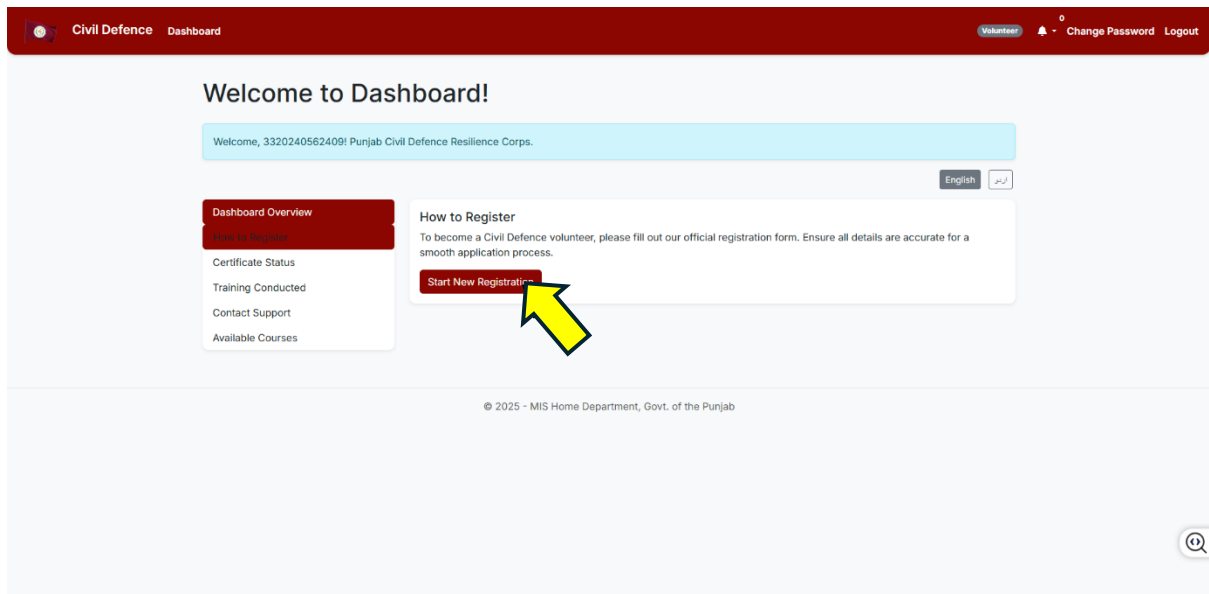 Civil Defence Dashboard Volunteer 0 Change Password Logout
Welcome to Dashboard!
Welcome, 3320240562409! Punjab Civil Defence Resilience Corps.
English اردو
Dashboard Overview
How to Register
Certificate Status
Training Conducted
Contact Support
Available Courses
How to Register
To become a Civil Defence volunteer, please fill out our official registration form. Ensure all details are accurate for a
smooth application process.
Start New Registration
© 2025 - MIS Home Department, Govt. of the Punjab